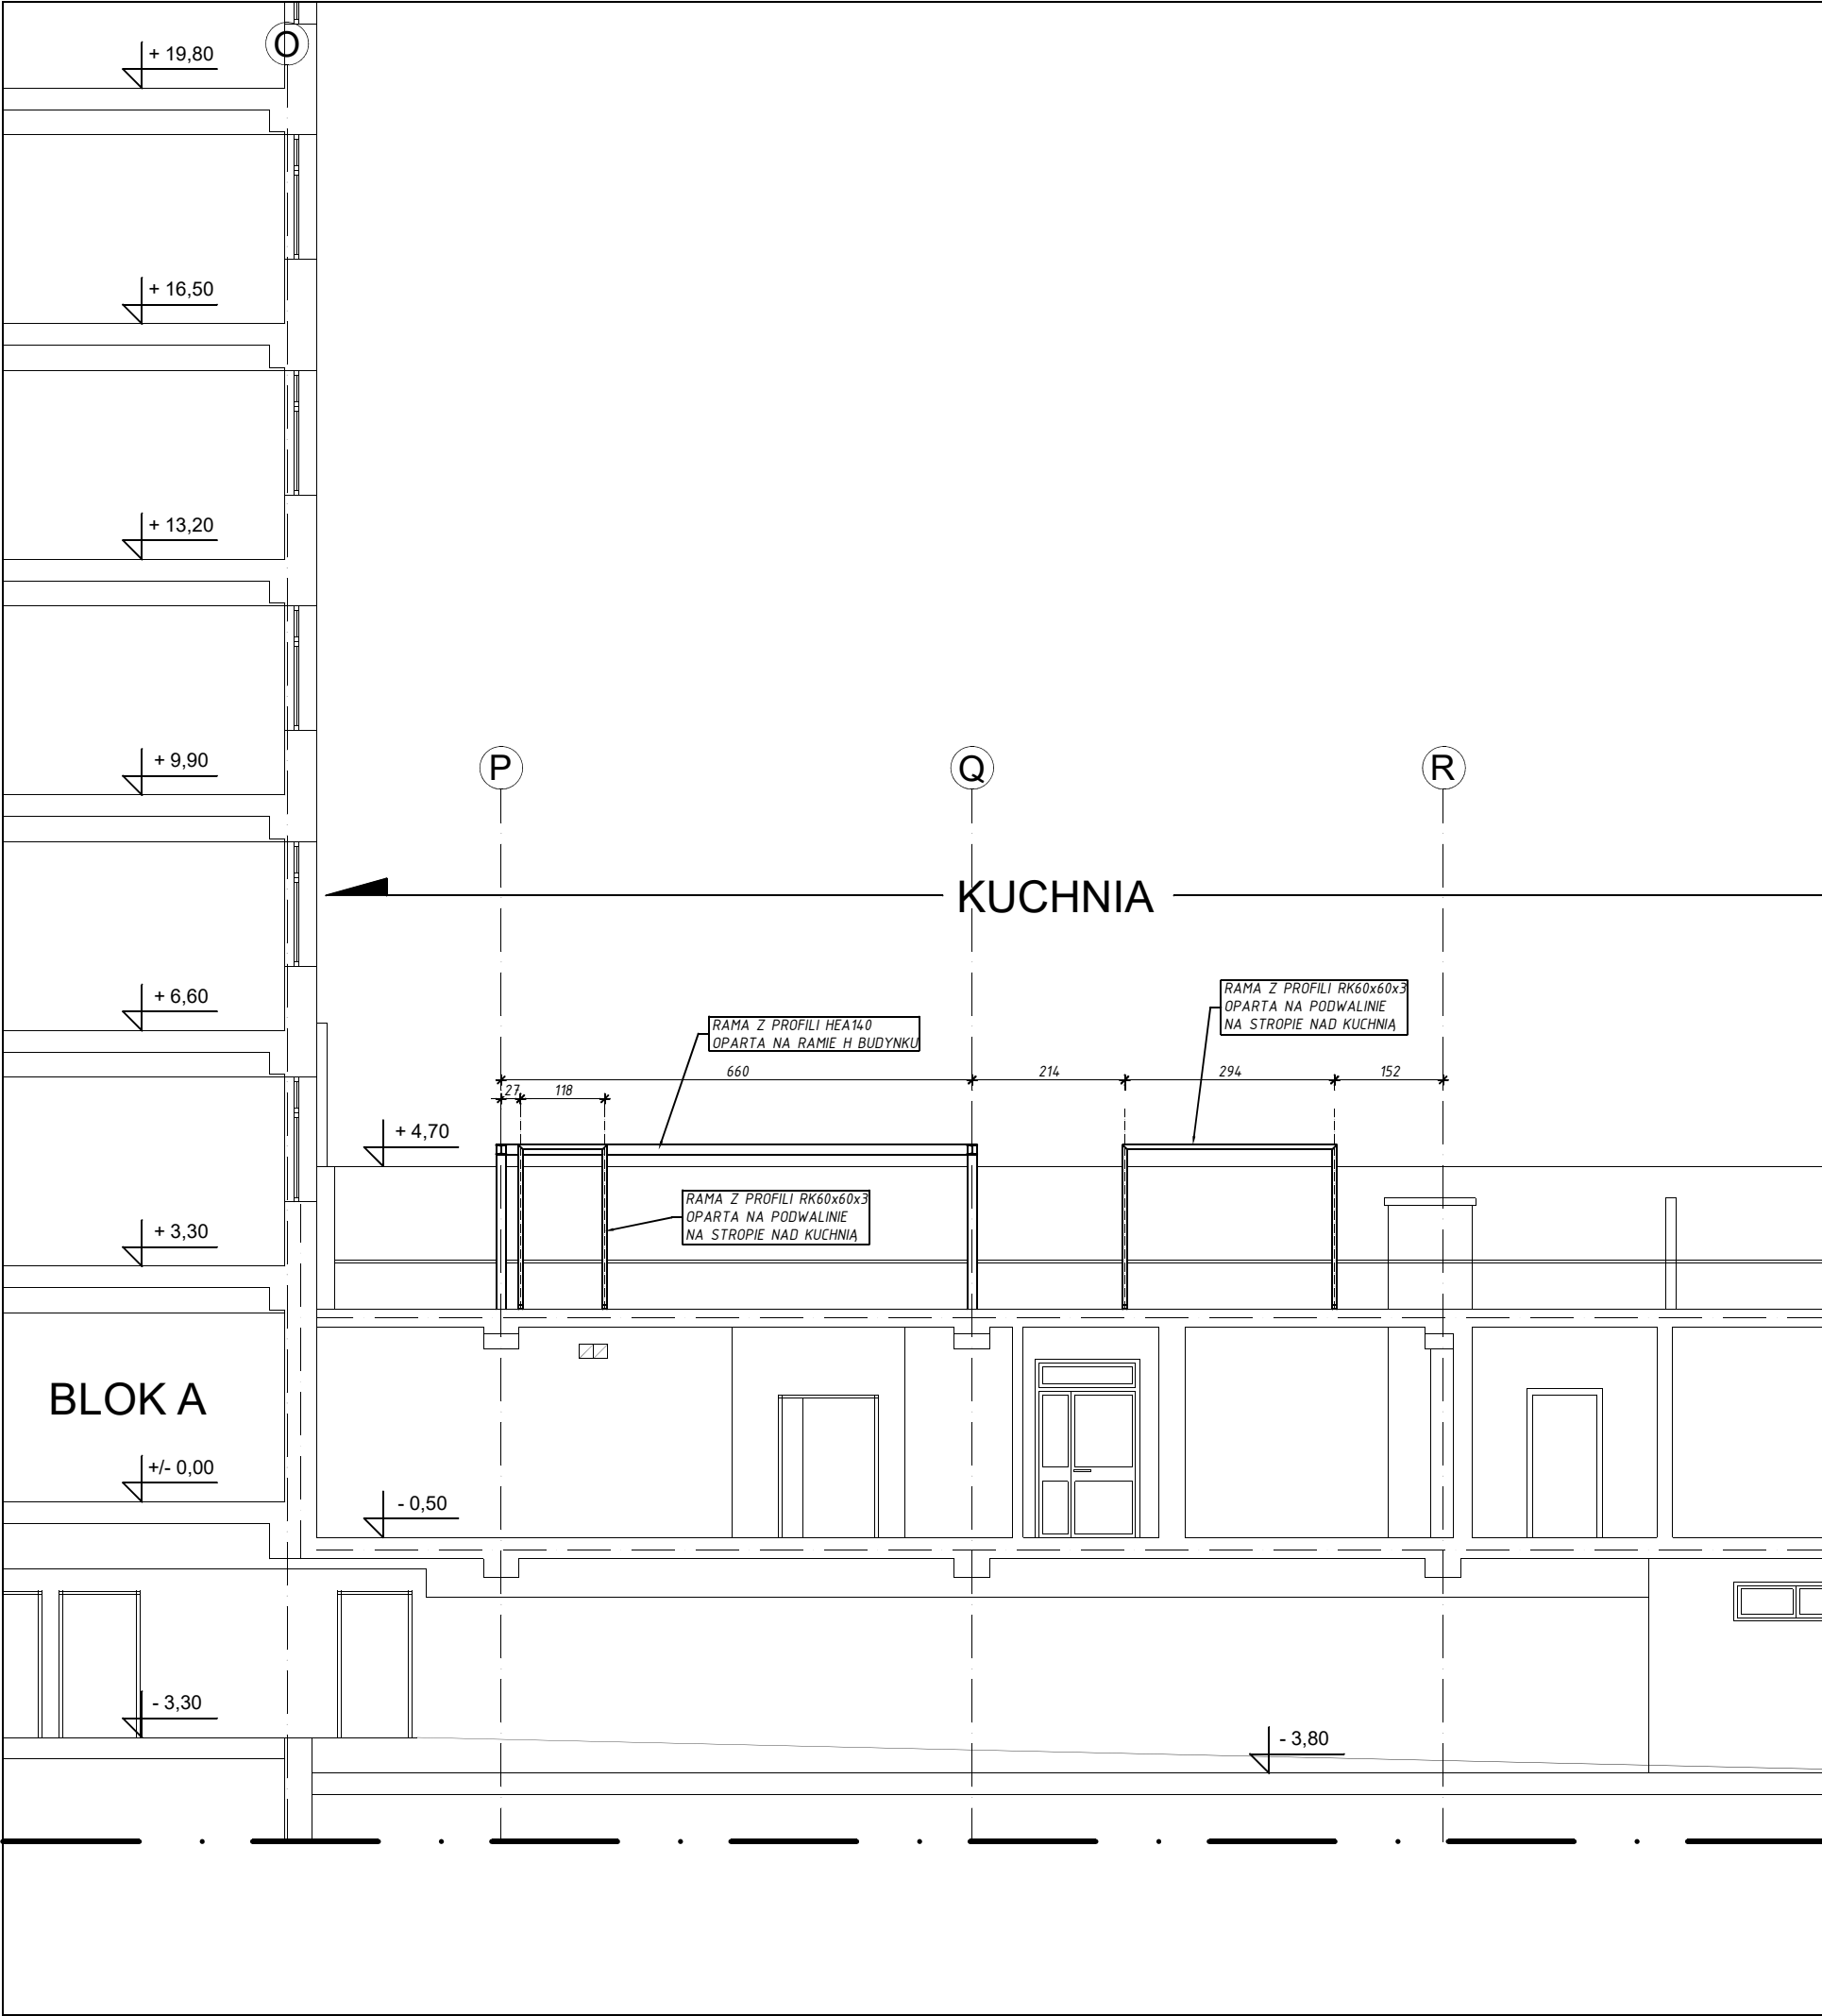 O
+ 19,80
+ 16,50
+ 13,20
+ 9,90
P
Q
R
KUCHNIA
+ 6,60
RAMA Z PROFILI HEA140
OPARTA NA RAMIE H BUDYNKU
RAMA Z PROFILI RK60x60x3
OPARTA NA PODWALINIE
NA STROPIE NAD KUCHNIĄ
660
214
294
152
27
118
+ 4,70
RAMA Z PROFILI RK60x60x3
OPARTA NA PODWALINIE
NA STROPIE NAD KUCHNIĄ
+ 3,30
BLOK A
+/- 0,00
- 0,50
- 3,30
- 3,80